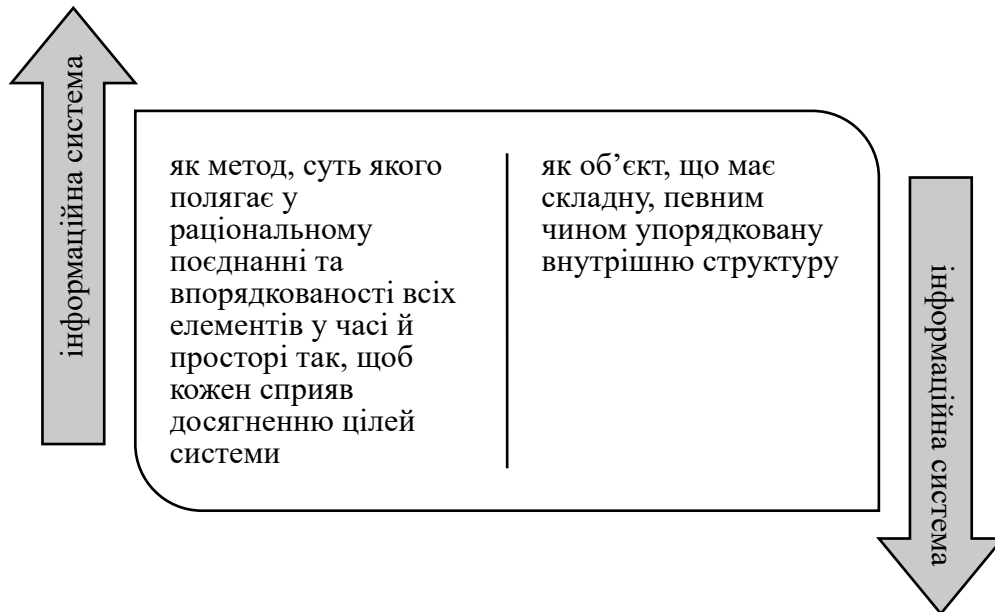 інформаційна система
як метод, суть якого
полягає у
раціональному
поєднанні та
впорядкованості всіх
елементів у часі й
просторі так, щоб
кожен сприяв
досягненню цілей
системи
як об’єкт, що має
складну, певним
чином упорядковану
внутрішню структуру
інформаційна система